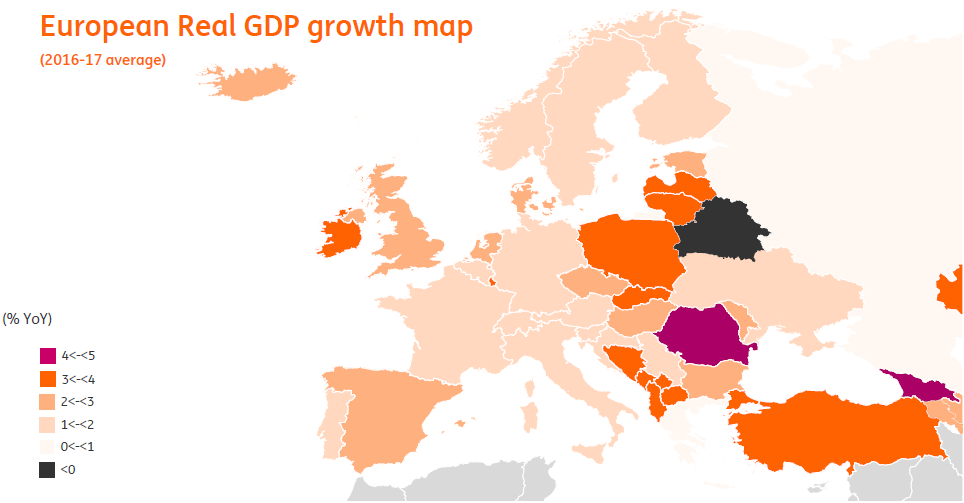 European Real GDP growth map
(2016-17 average)
(% YoY)
4<-<5
3<-<4
2<-<3
1<-<2
0<-<1
<0